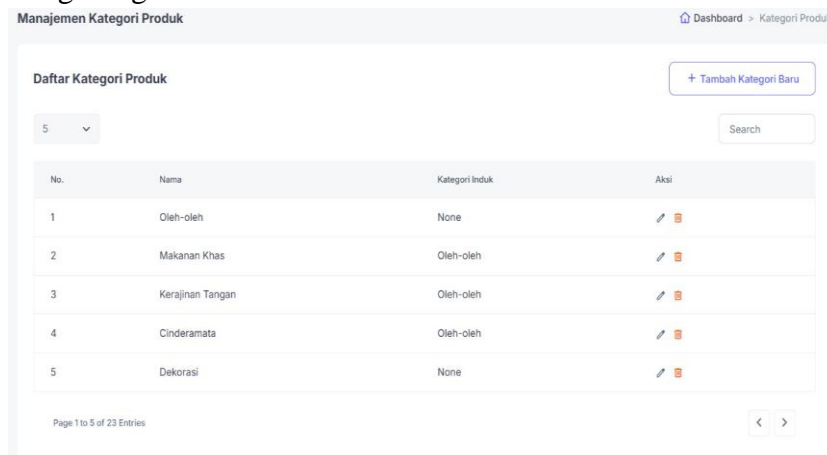 Manajemen Kategori Produk
Dashboard > Kategori Produ
Daftar Kategori Produk
+ Tambah Kategori Baru
5
Search
No. Nama Kategori Induk Aksi
1 Oleh-oleh None
2 Makanan Khas Oleh-oleh
3 Kerajinan Tangan Oleh-oleh
4 Cinderamata Oleh-oleh
5 Dekorasi None
Page 1 to 5 of 23 Entries
< >